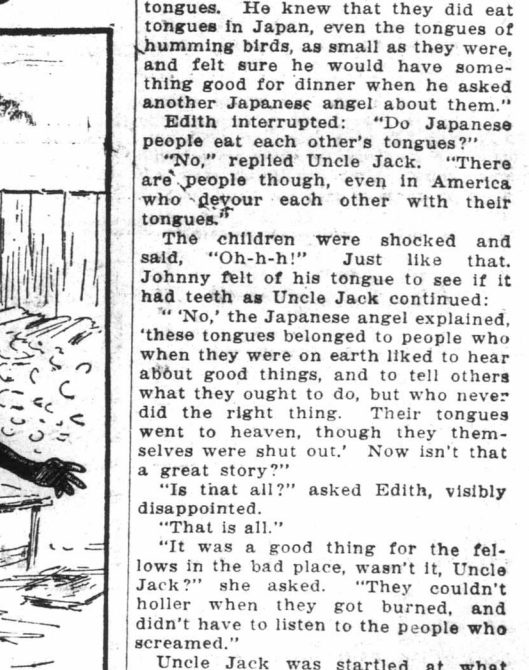 tongues. He knew that they did eat
tongues in Japan, even the tongues of
humming birds, as small as they were,
and felt sure he would have some-
thing good for dinner when he asked
another Japanese angel about them."
Edith interrupted: "Do Japanese
people eat each other's tongues?"
"No," replied Uncle Jack. "There
are people though, even in America
who devour each other with their
tongues."
The children were shocked and
said, "Oh-h-h!" Just like that.
Johnny felt of his tongue to see if it
had teeth as Uncle Jack continued:
" 'No,' the Japanese angel explained,
'these tongues belonged to people who
when they were on earth liked to hear
about good things, and to tell others
what they ought to do, but who never
did the right thing. Their tongues
went to heaven, though they them-
selves were shut out.' Now isn't that
a great story?"
"Is that all?" asked Edith, visibly
disappointed.
"That is all."
"It was a good thing for the fel-
lows in the bad place, wasn't it, Uncle
Jack?" she asked. "They couldn't
holler when they got burned, and
didn't have to listen to the people who
screamed."
Uncle Jack was startled at what